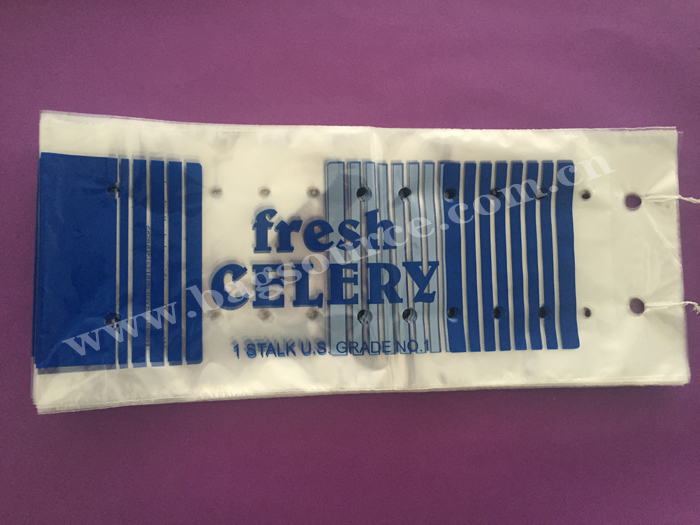 fresh
CELERY
1 STALK U.S. GRADE NO.1
www.bagsource.com.cn